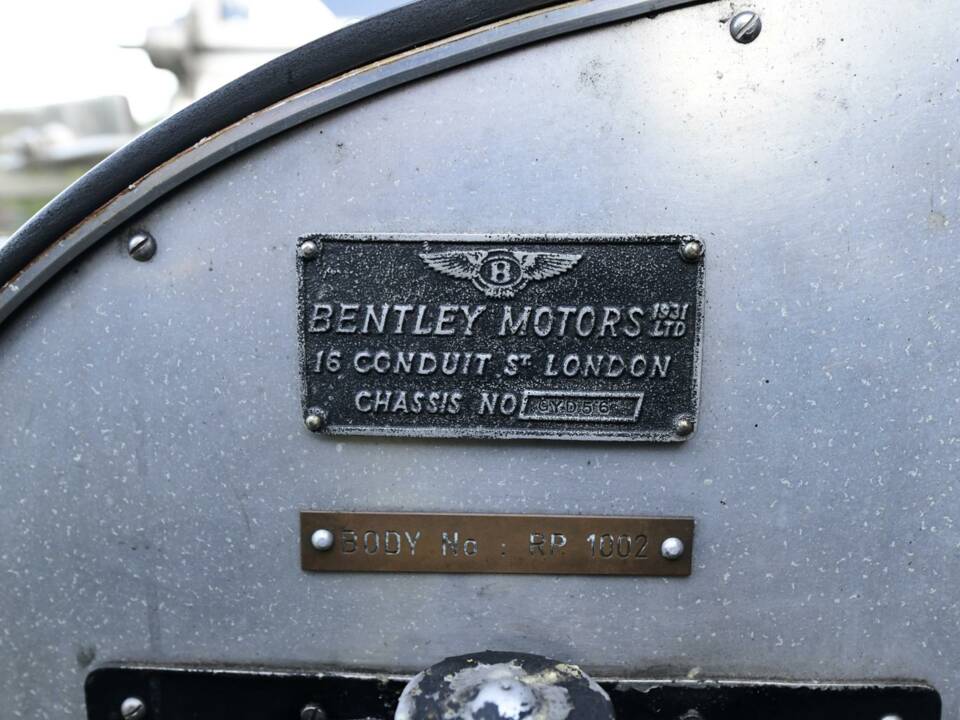 B
BENTLEY MOTORS 1931 LTD
16 CONDUIT ST. LONDON
CHASSIS NO
BODY No : RP. 1002